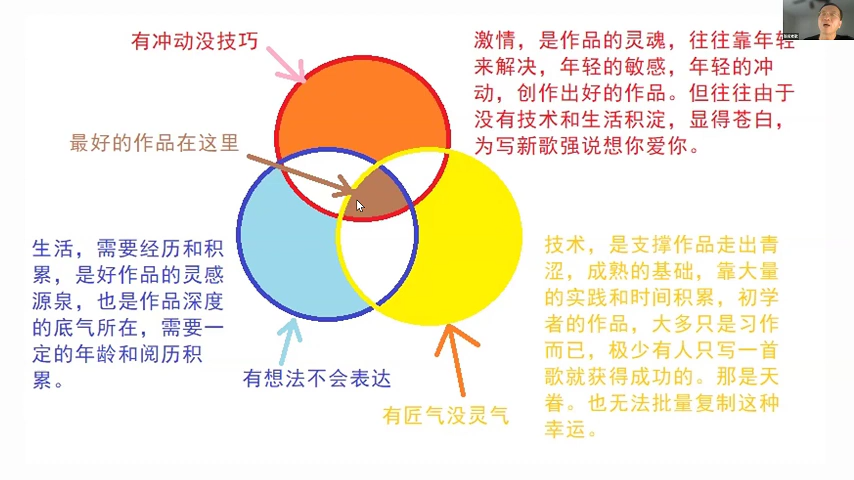 有冲动没技巧
激情，是作品的灵魂，往往靠年轻
来解决，年轻的敏感，年轻的冲
动，创作出好的作品。但往往由于
没有技术和生活积淀，显得苍白，
为写新歌强说想你爱你。
最好的作品在这里
生活，需要经历和积
累，是好作品的灵感
源泉，也是作品深度
的底气所在，需要一
定的年龄和阅历积
累。
有想法不会表达
有匠气没灵气
技术，是支撑作品走出青
涩，成熟的基础，靠大量
的实践和时间积累，初学
者的作品，大多只是习作
而已，极少有人只写一首
歌就获得成功的。那是天
眷。也无法批量复制这种
幸运。